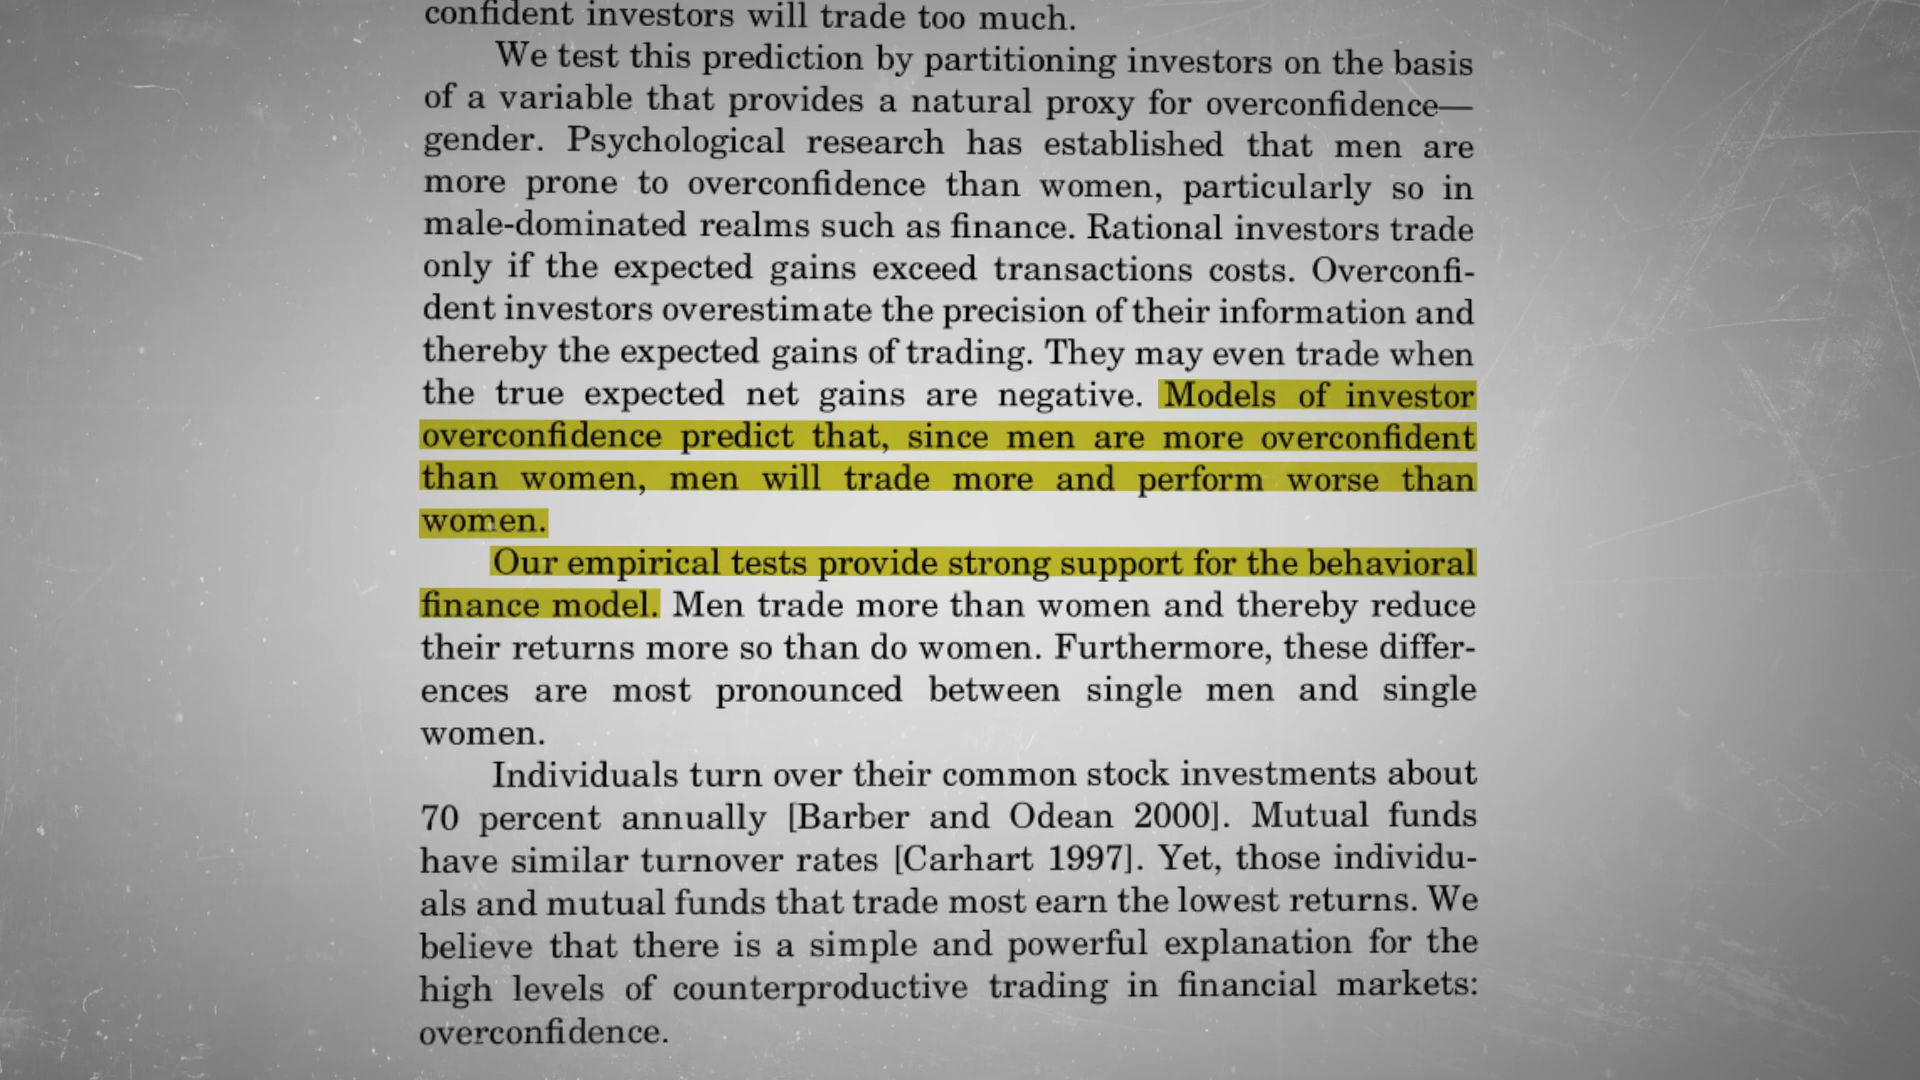 confident investors will trade too much.
We test this prediction by partitioning investors on the basis
of a variable that provides a natural proxy for overconfidence—
gender. Psychological research has established that men are
more prone to overconfidence than women, particularly so in
male-dominated realms such as finance. Rational investors trade
only if the expected gains exceed transactions costs. Overconfi-
dent investors overestimate the precision of their information and
thereby the expected gains of trading. They may even trade when
the true expected net gains are negative. Models of investor
overconfidence predict that, since men are more overconfident
than women, men will trade more and perform worse than
women.
Our empirical tests provide strong support for the behavioral
finance model. Men trade more than women and thereby reduce
their returns more so than do women. Furthermore, these differ-
ences are most pronounced between single men and single
women.
Individuals turn over their common stock investments about
70 percent annually [Barber and Odean 2000]. Mutual funds
have similar turnover rates [Carhart 1997]. Yet, those individu-
als and mutual funds that trade most earn the lowest returns. We
believe that there is a simple and powerful explanation for the
high levels of counterproductive trading in financial markets:
overconfidence.